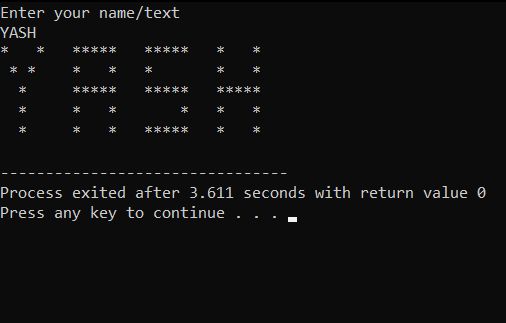 Enter your name/text
YASH
*   *   *****   *****   *   *
 * *    *   *   *       *   *
  *     *****   *****   *****
  *     *   *       *   *   *
  *     *   *   *****   *   *
--------------------------------
Process exited after 3.611 seconds with return value 0
Press any key to continue . . .